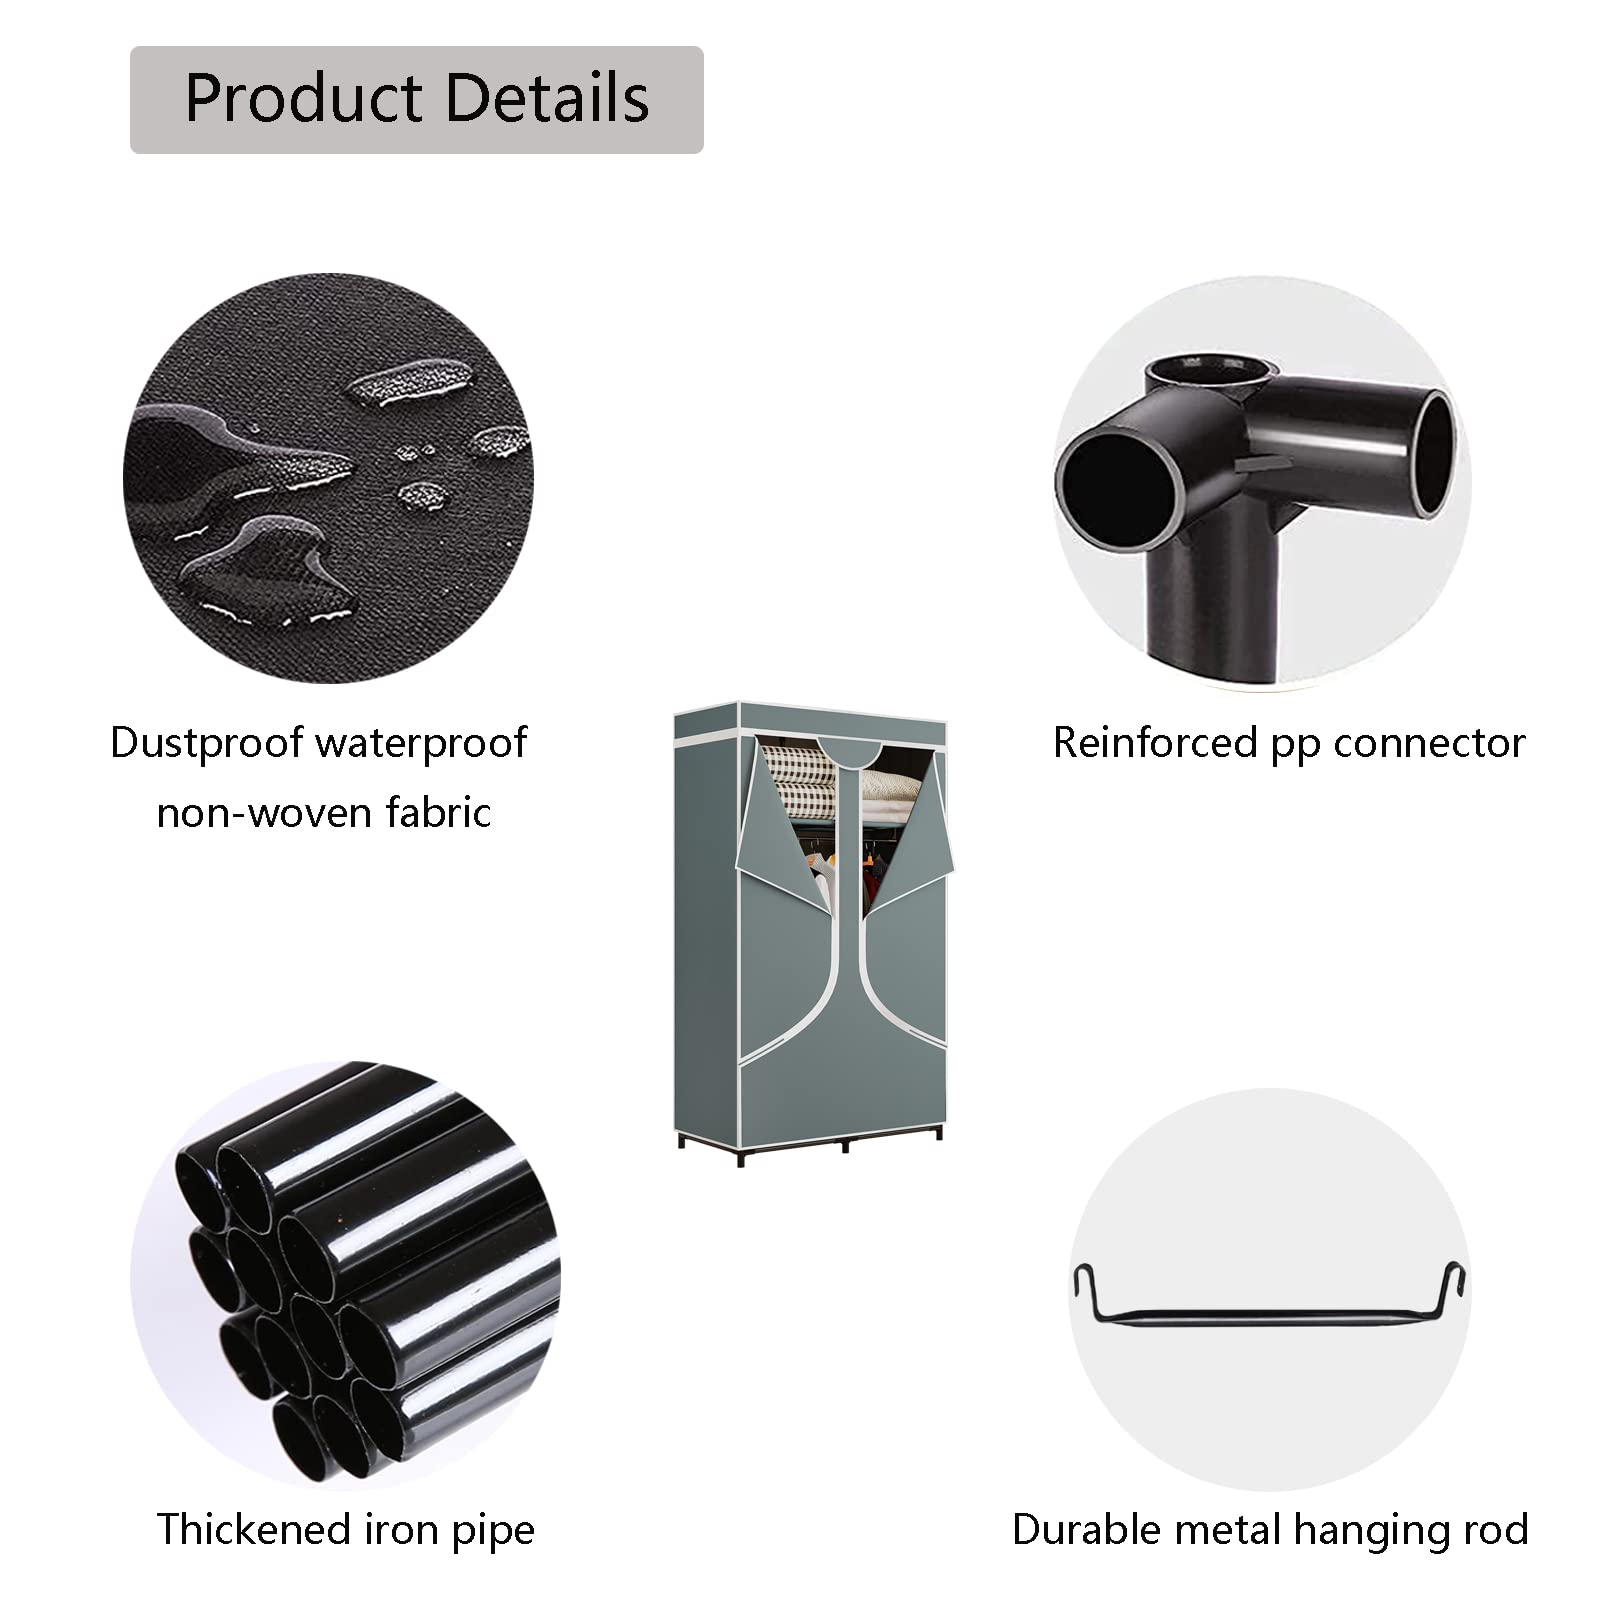 Product Details
Dustproof waterproof
non-woven fabric
Reinforced pp connector
Thickened iron pipe
Durable metal hanging rod